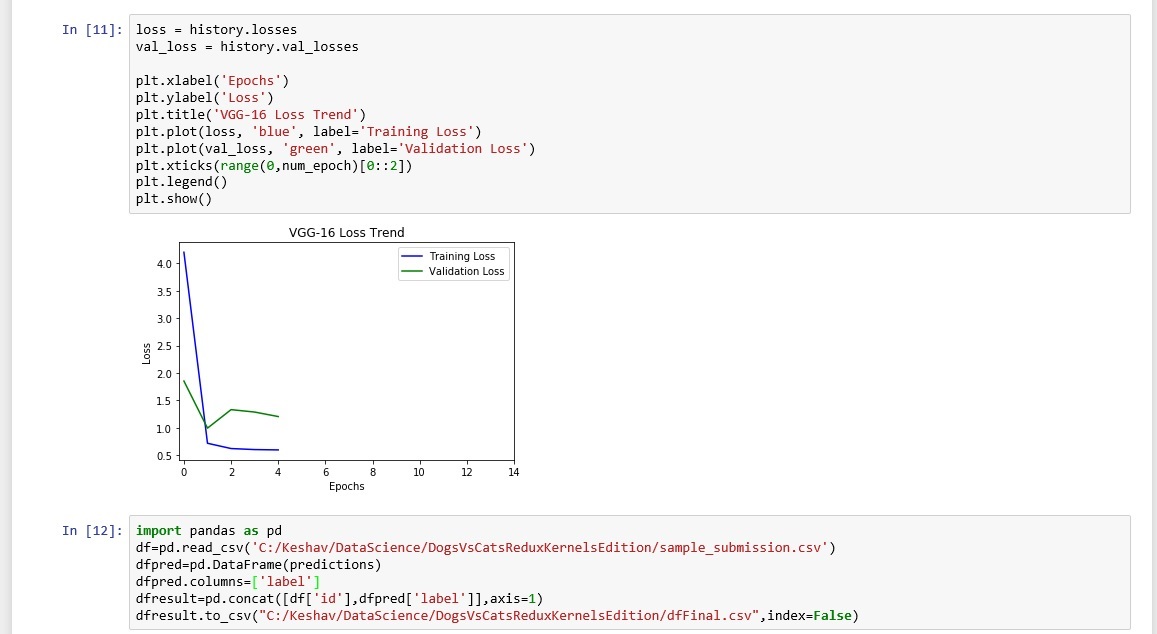 In [11]:
loss = history.losses
val_loss = history.val_losses
plt.xlabel('Epochs')
plt.ylabel('Loss')
plt.title('VGG-16 Loss Trend')
plt.plot(loss, 'blue', label='Training Loss')
plt.plot(val_loss, 'green', label='Validation Loss')
plt.xticks(range(0,num_epoch)[0::2])
plt.legend()
plt.show()
VGG-16 Loss Trend
Training Loss
Validation Loss
4.0
3.5
3.0
2.5
2.0
1.5
1.0
0.5
Loss
0 2 4 6 8 10 12 14
Epochs
In [12]:
import pandas as pd
df=pd.read_csv('C:/Keshav/DataScience/DogsVsCatsReduxKernelsEdition/sample_submission.csv')
dfpred=pd.DataFrame(predictions)
dfpred.columns=['label']
dfresult=pd.concat([df['id'],dfpred['label']],axis=1)
dfresult.to_csv("C:/Keshav/DataScience/DogsVsCatsReduxKernelsEdition/dfFinal.csv",index=False)